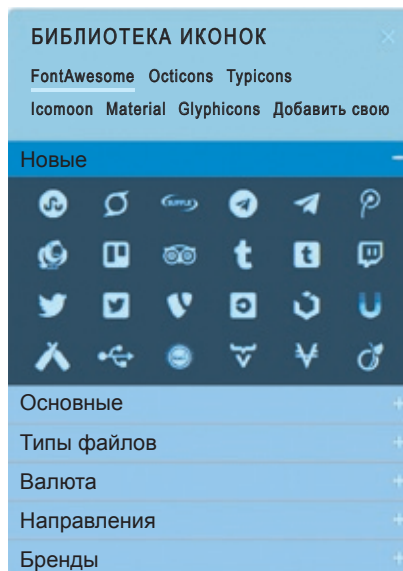 БИБЛИОТЕКА ИКОНОК
FontAwesome Octicons Typicons
Icomoon Material Glyphicons Добавить свою
Новые
Основные
Типы файлов
Валюта
Направления
Бренды